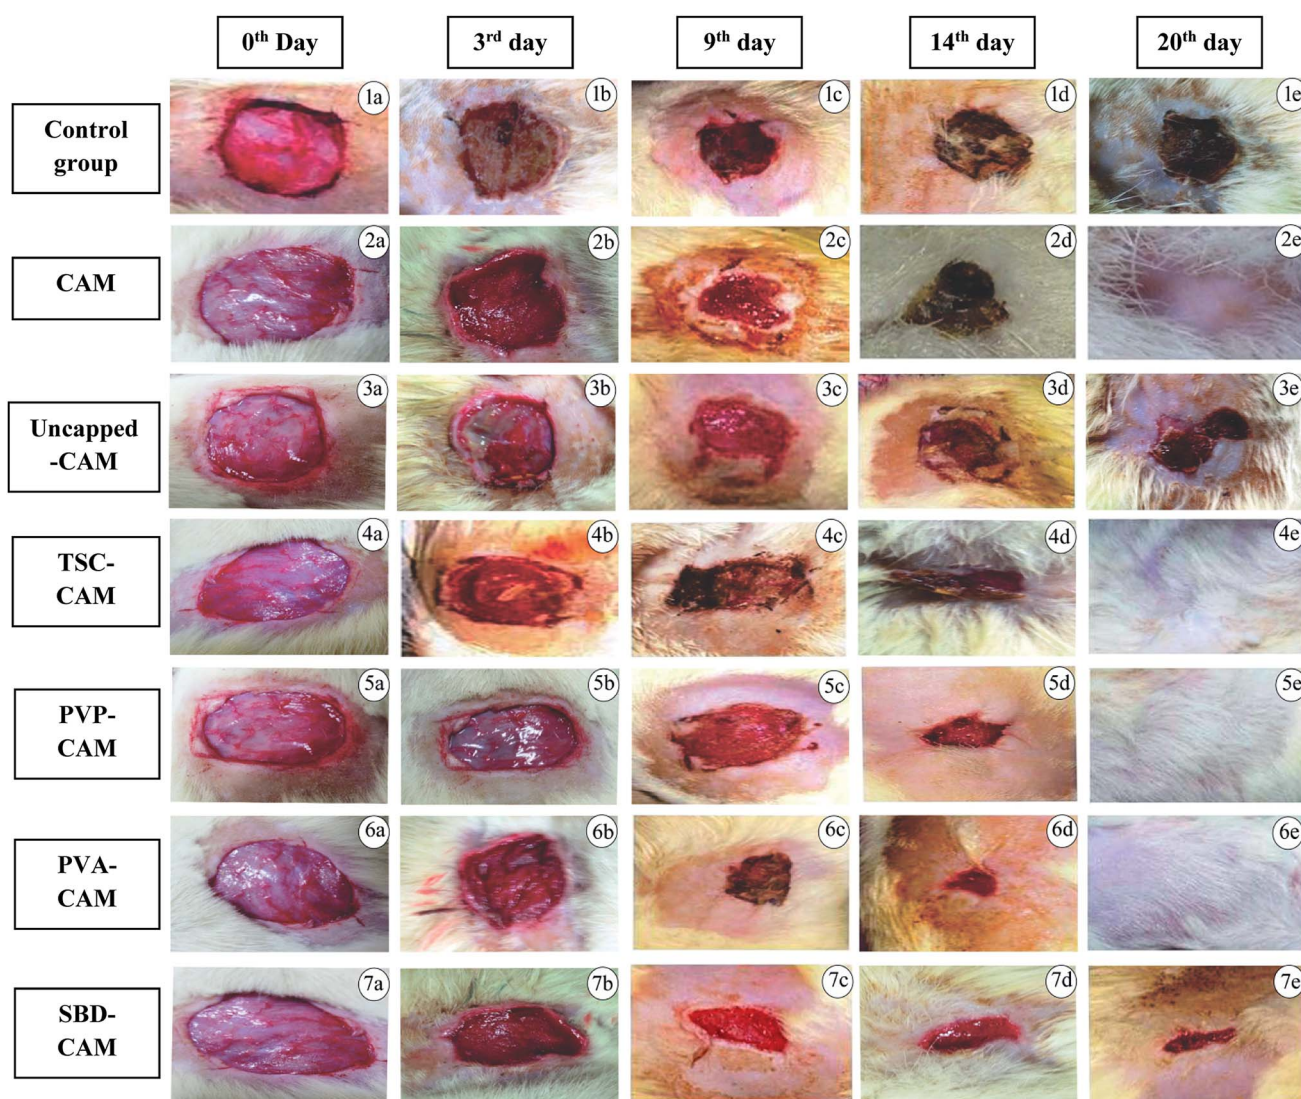 0th Day
3rd day
9th day
14th day
20th day
Control
group
1a
1b
1c
1d
1e
CAM
2a
2b
2c
2d
2e
Uncapped
-CAM
3a
3b
3c
3d
3e
TSC-
CAM
4a
4b
4c
4d
4e
PVP-
CAM
5a
5b
5c
5d
5e
PVA-
CAM
6a
6b
6c
6d
6e
SBD-
CAM
7a
7b
7c
7d
7e